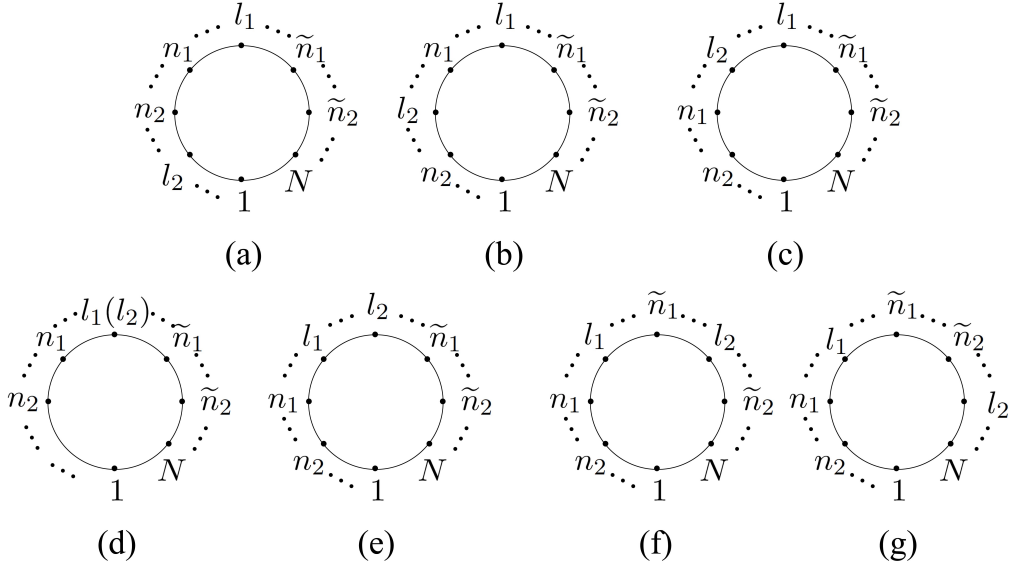 l₁ l₁ l₁
n₁ ñ₁ n₁ ñ₁ l₂ ñ₁
n₂ ñ₂ l₂ ñ₂ n₁ ñ₂
l₂ N n₂ N n₂ N
1 1 1
(a) (b) (c)
l₁(l₂) l₂ ñ₁ ñ₁
n₁ ñ₁ l₁ ñ₁ l₁ l₂ l₁ ñ₂
n₂ ñ₂ n₁ ñ₂ n₁ ñ₂ n₁ l₂
N n₂ N n₂ N n₂ N
1 1 1 1
(d) (e) (f) (g)